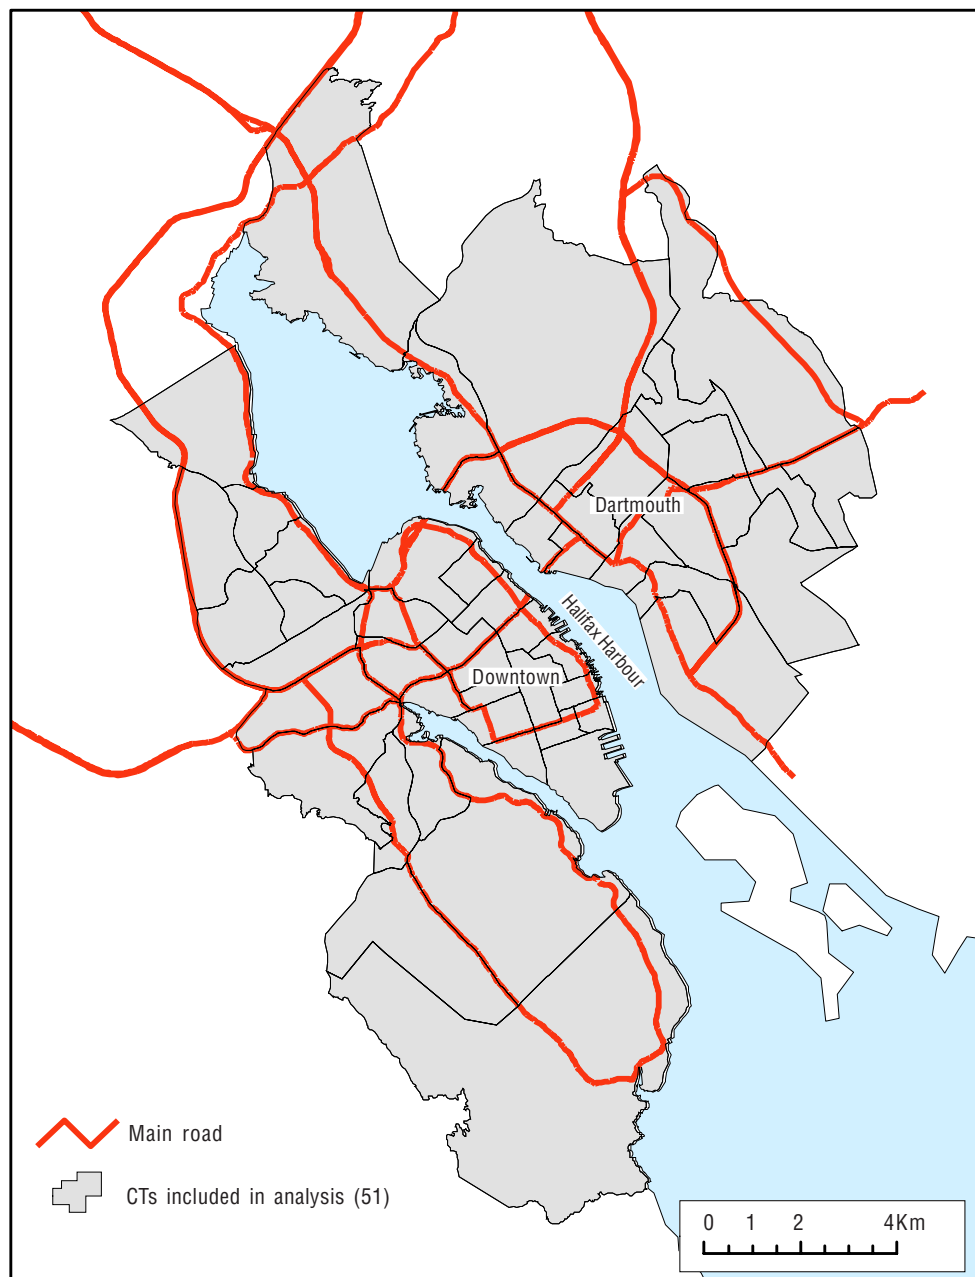 Dartmouth
Halifax Harbour
Downtown
Main road
CTs included in analysis (51)
0 1 2 4Km